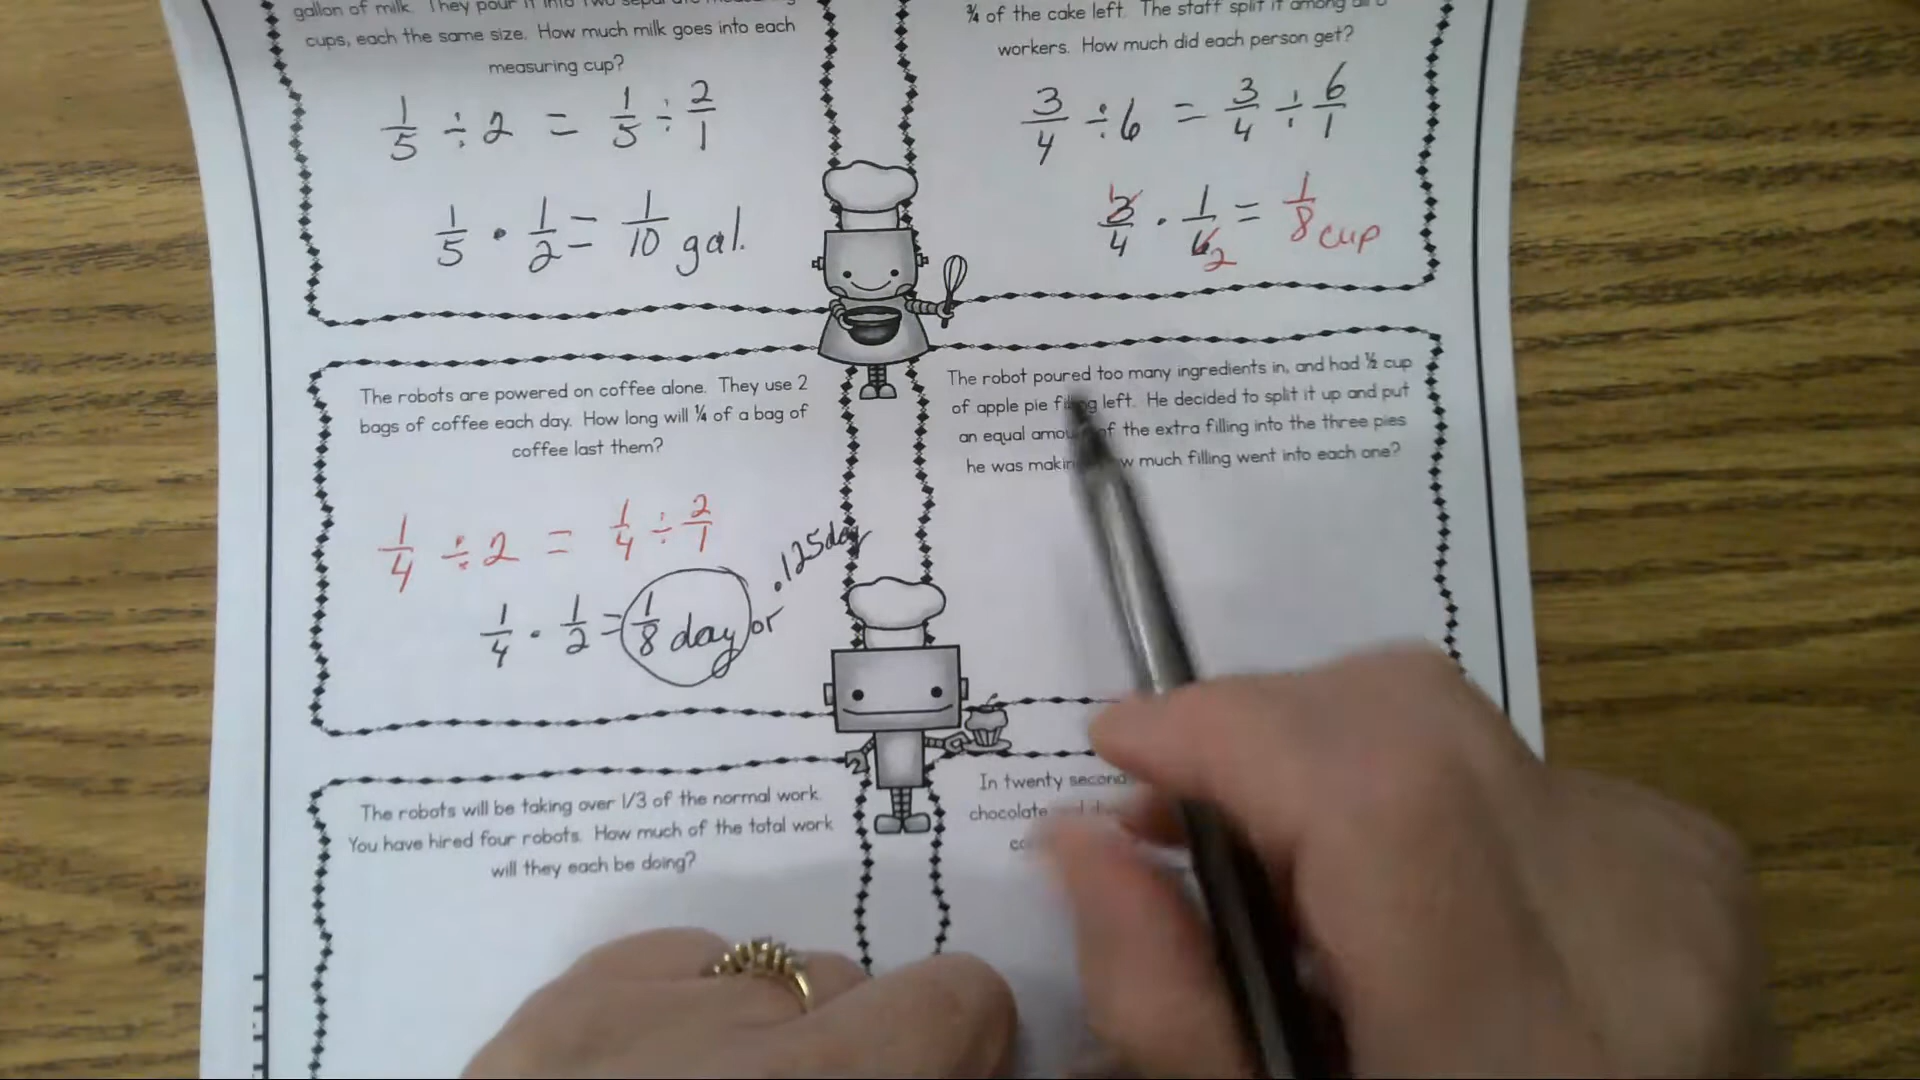 gallon of milk. They pour it into two separate
cups, each the same size. How much milk goes into each
measuring cup?
1/5 ÷ 2 = 1/5 ÷ 2/1
1/5 · 1/2 = 1/10 gal.
¾ of the cake left. The staff split it among all
workers. How much did each person get?
3/4 ÷ 6 = 3/4 ÷ 6/1
1
3/4 · 1/6 = 1/8 cup
2
The robots are powered on coffee alone. They use 2
bags of coffee each day. How long will ¼ of a bag of
coffee last them?
1/4 ÷ 2 = 1/4 ÷ 2/1
1/4 · 1/2 = 1/8 day or .125 day
The robot poured too many ingredients in, and had ½ cup
of apple pie filling left. He decided to split it up and put
an equal amount of the extra filling into the three pies
he was making. How much filling went into each one?
The robots will be taking over 1/3 of the normal work.
You have hired four robots. How much of the total work
will they each be doing?
In twenty second
chocolate